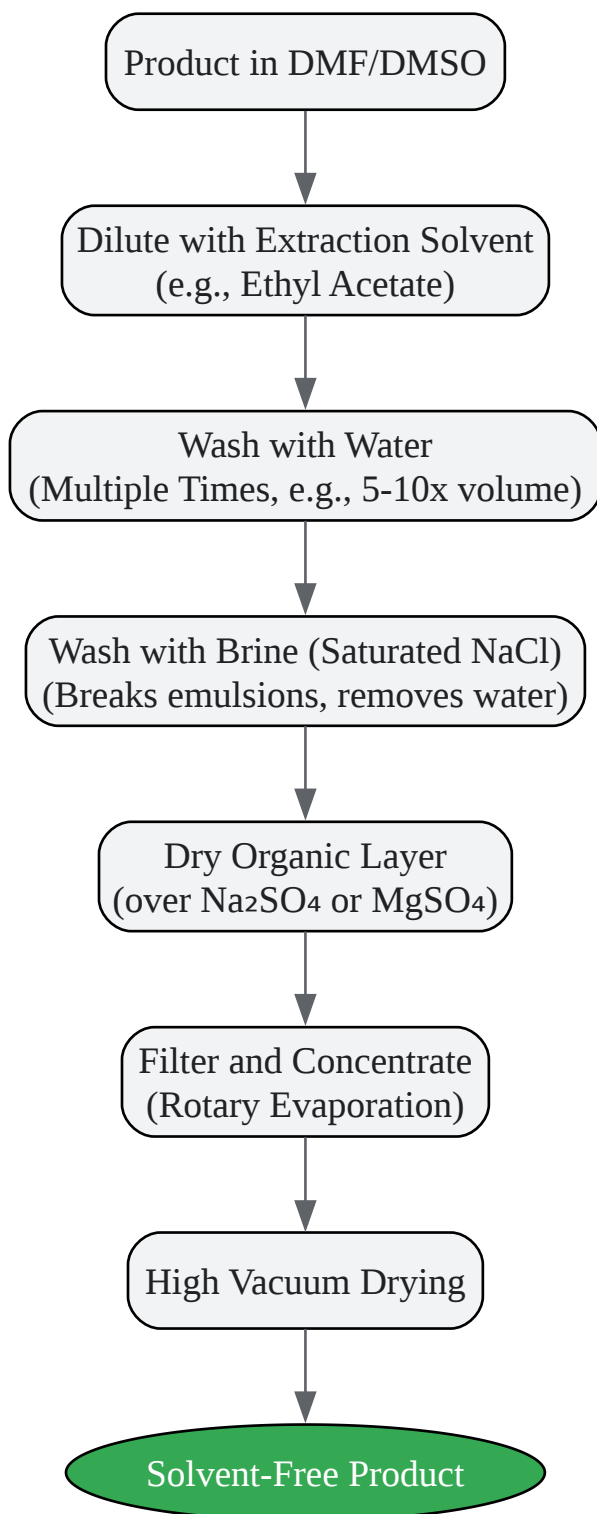 Product in DMF/DMSO
Dilute with Extraction Solvent
(e.g., Ethyl Acetate)
Wash with Water
(Multiple Times, e.g., 5-10x volume)
Wash with Brine (Saturated NaCl)
(Breaks emulsions, removes water)
Dry Organic Layer
(over Na₂SO₄ or MgSO₄)
Filter and Concentrate
(Rotary Evaporation)
High Vacuum Drying
Solvent-Free Product